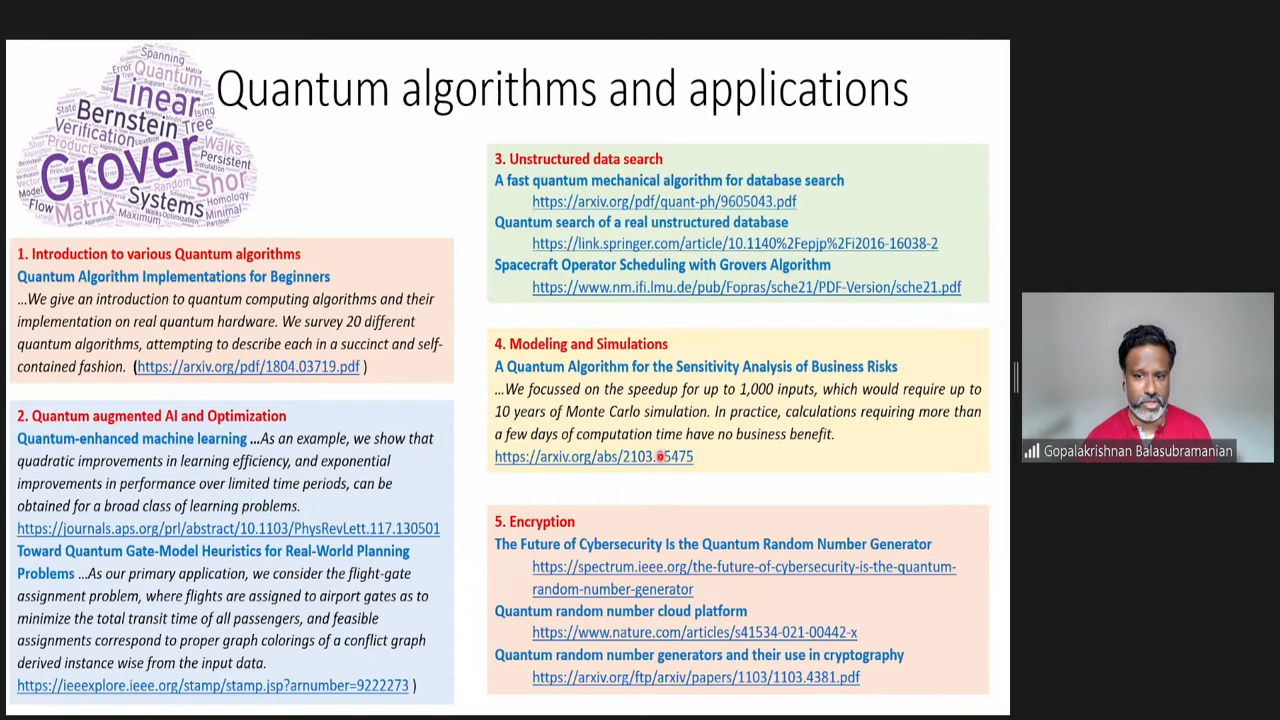 Spanning
Quantum
Linear
Ising
Bernstein
Tree
Verification
Products
Walks
Grover
Persistent
Shor
Random
Model
Systems
Homology
Flow
Matrix
Maximum
Minimal
Quantum algorithms and applications
1. Introduction to various Quantum algorithms
Quantum Algorithm Implementations for Beginners
...We give an introduction to quantum computing algorithms and their
implementation on real quantum hardware. We survey 20 different
quantum algorithms, attempting to describe each in a succinct and self-
contained fashion. (https://arxiv.org/pdf/1804.03719.pdf )
2. Quantum augmented AI and Optimization
Quantum-enhanced machine learning ...As an example, we show that
quadratic improvements in learning efficiency, and exponential
improvements in performance over limited time periods, can be
obtained for a broad class of learning problems.
https://journals.aps.org/prl/abstract/10.1103/PhysRevLett.117.130501
Toward Quantum Gate-Model Heuristics for Real-World Planning
Problems ...As our primary application, we consider the flight-gate
assignment problem, where flights are assigned to airport gates as to
minimize the total transit time of all passengers, and feasible
assignments correspond to proper graph colorings of a conflict graph
derived instance wise from the input data.
https://ieeexplore.ieee.org/stamp/stamp.jsp?arnumber=9222273 )
3. Unstructured data search
A fast quantum mechanical algorithm for database search
https://arxiv.org/pdf/quant-ph/9605043.pdf
Quantum search of a real unstructured database
https://link.springer.com/article/10.1140%2Fepjp%2Fi2016-16038-2
Spacecraft Operator Scheduling with Grovers Algorithm
https://www.nm.ifi.lmu.de/pub/Fopras/sche21/PDF-Version/sche21.pdf
4. Modeling and Simulations
A Quantum Algorithm for the Sensitivity Analysis of Business Risks
...We focussed on the speedup for up to 1,000 inputs, which would require up to
10 years of Monte Carlo simulation. In practice, calculations requiring more than
a few days of computation time have no business benefit.
https://arxiv.org/abs/2103.05475
5. Encryption
The Future of Cybersecurity Is the Quantum Random Number Generator
https://spectrum.ieee.org/the-future-of-cybersecurity-is-the-quantum-
random-number-generator
Quantum random number cloud platform
https://www.nature.com/articles/s41534-021-00442-x
Quantum random number generators and their use in cryptography
https://arxiv.org/ftp/arxiv/papers/1103/1103.4381.pdf
Gopalakrishnan Balasubramanian